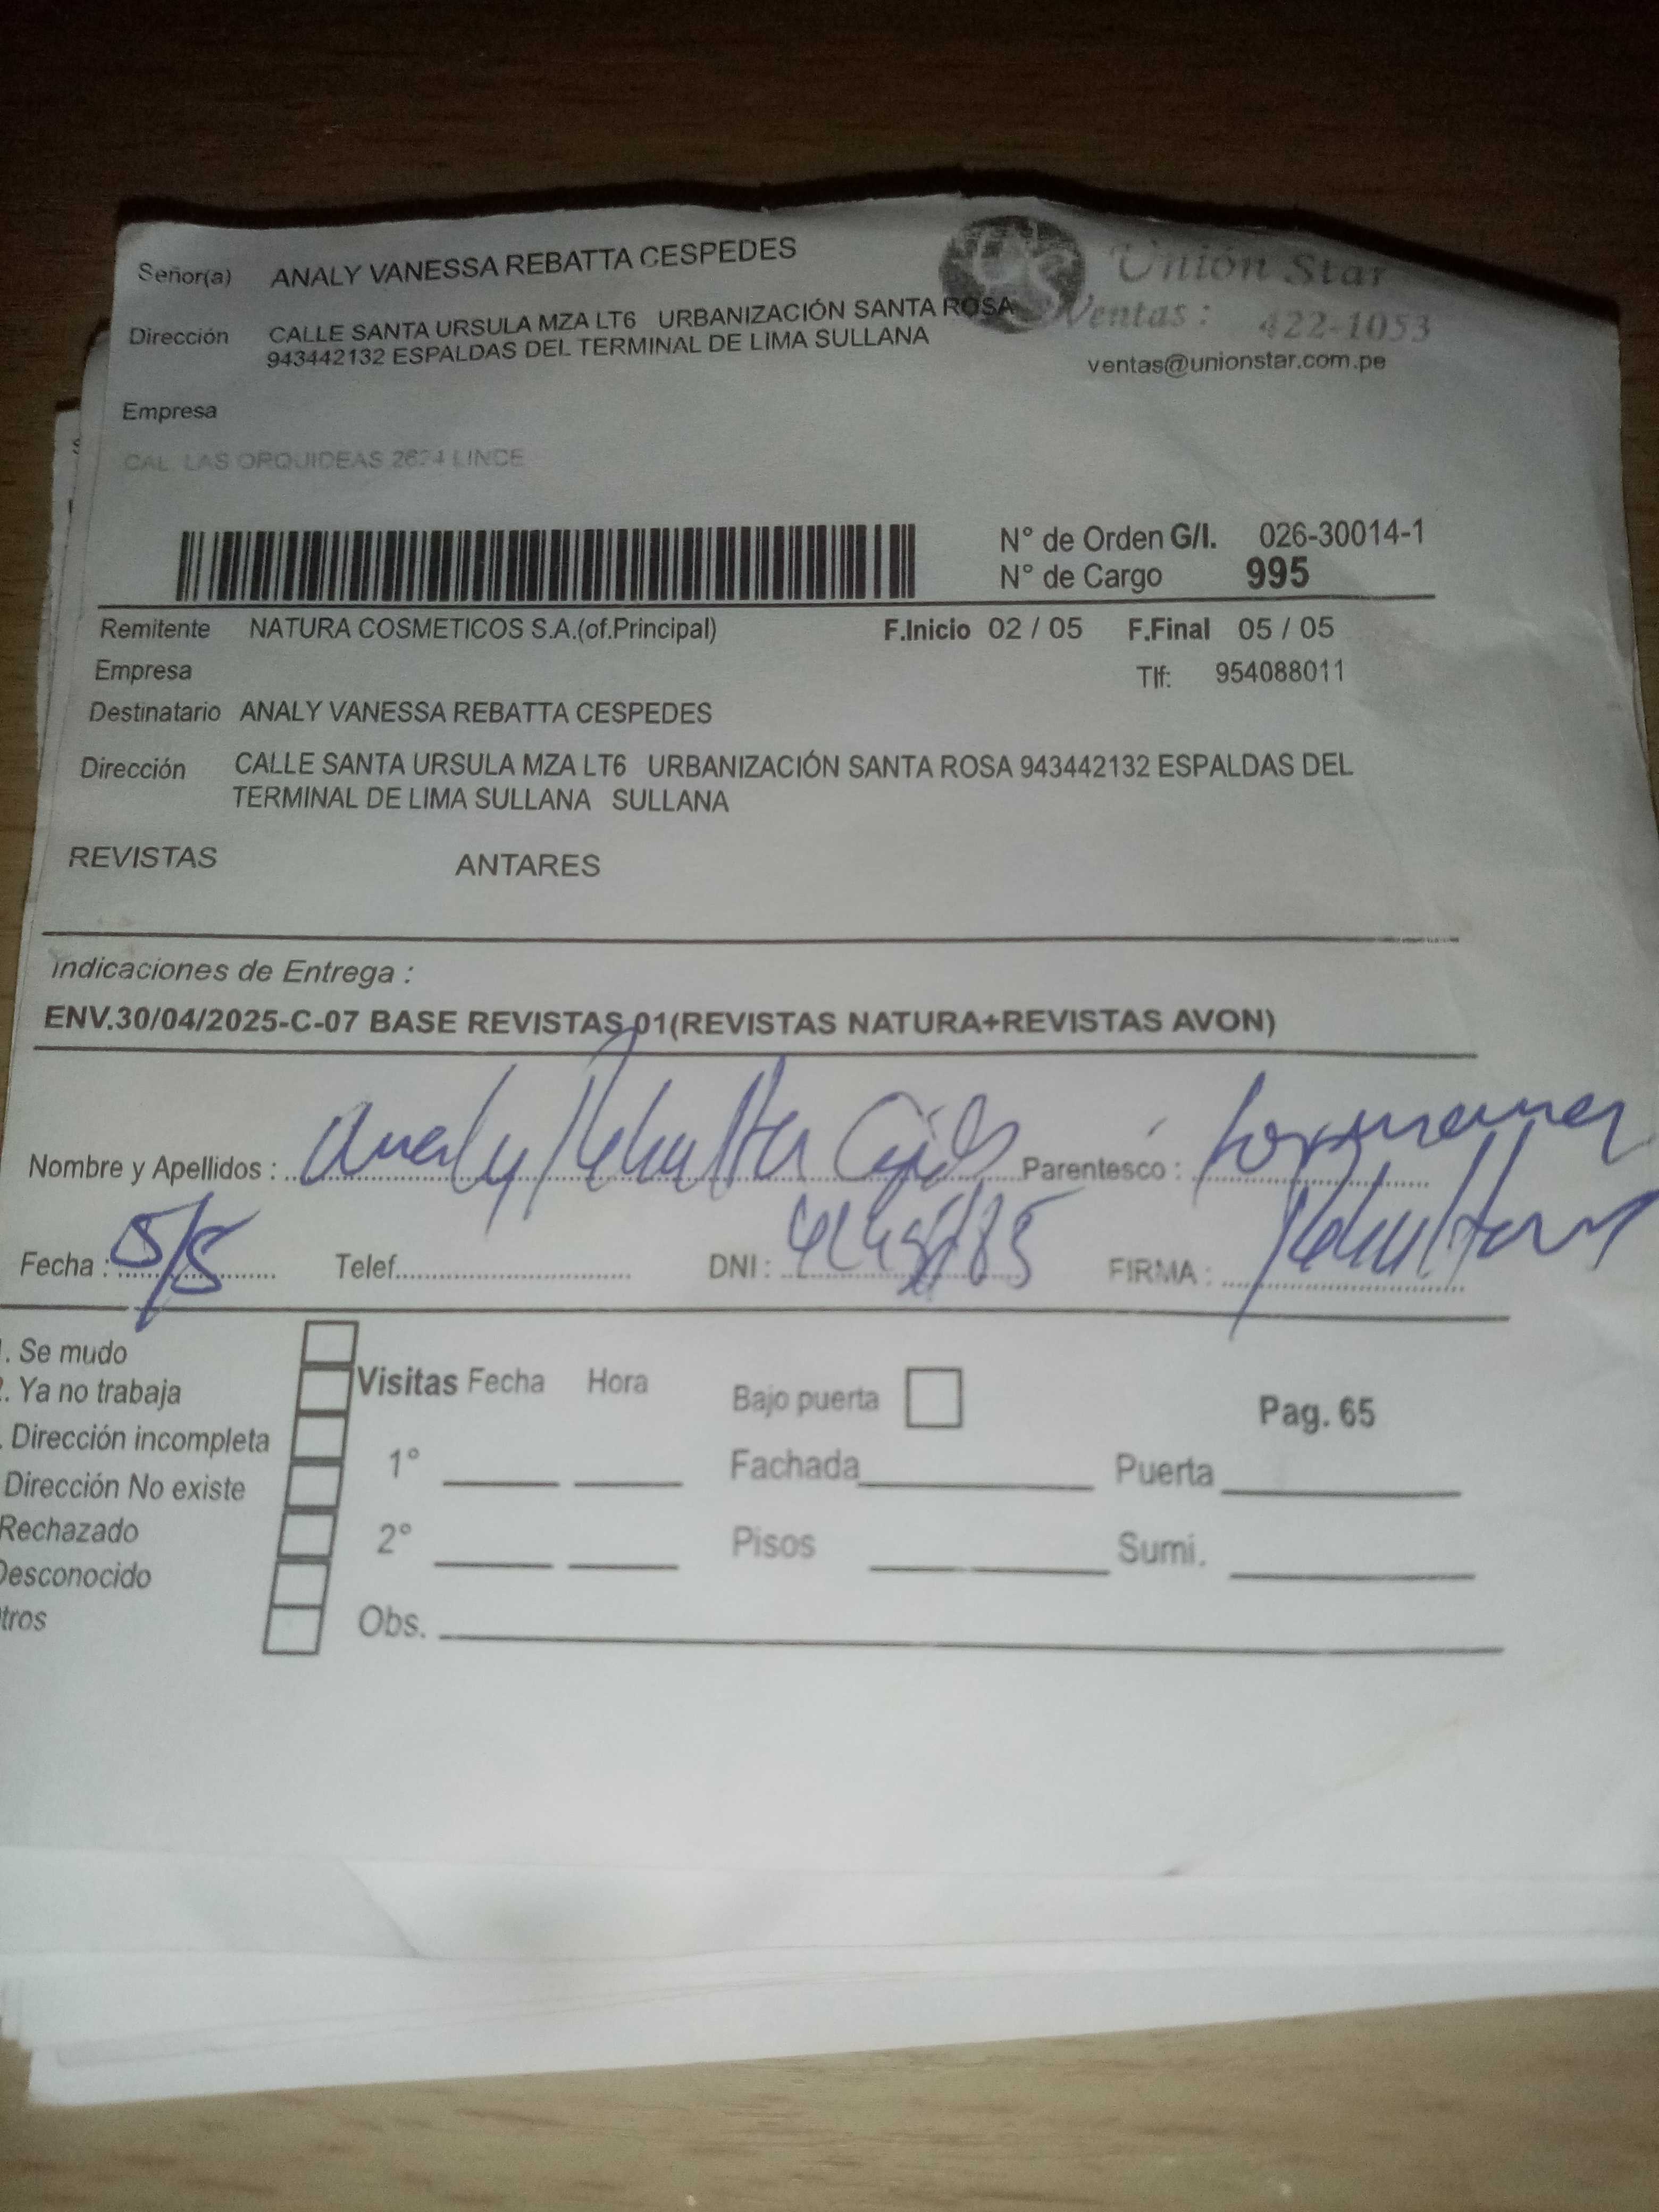 Señor(a) ANALY VANESSA REBATTA CESPEDES
Unión Star
Dirección CALLE SANTA URSULA MZA LT6 URBANIZACIÓN SANTA ROSA
943442132 ESPALDAS DEL TERMINAL DE LIMA SULLANA
Ventas : 422-1053
ventas@unionstar.com.pe
Empresa
CAL. LAS ORQUIDEAS 2624 LINCE
N° de Orden G/I. 026-30014-1
N° de Cargo 995
Remitente NATURA COSMETICOS S.A.(of.Principal) F.Inicio 02 / 05 F.Final 05 / 05
Empresa Tlf: 954088011
Destinatario ANALY VANESSA REBATTA CESPEDES
Dirección CALLE SANTA URSULA MZA LT6 URBANIZACIÓN SANTA ROSA 943442132 ESPALDAS DEL
TERMINAL DE LIMA SULLANA SULLANA
REVISTAS ANTARES
Indicaciones de Entrega :
ENV.30/04/2025-C-07 BASE REVISTAS 01(REVISTAS NATURA+REVISTAS AVON)
Nombre y Apellidos : Analy Rebatta Parentesco :
Fecha : 5/5 Telef. DNI : FIRMA :
. Se mudo
. Ya no trabaja
Visitas Fecha Hora Bajo puerta Pag. 65
. Dirección incompleta
1° Fachada Puerta
Dirección No existe
Rechazado
2° Pisos Sumi.
Desconocido
tros
Obs.